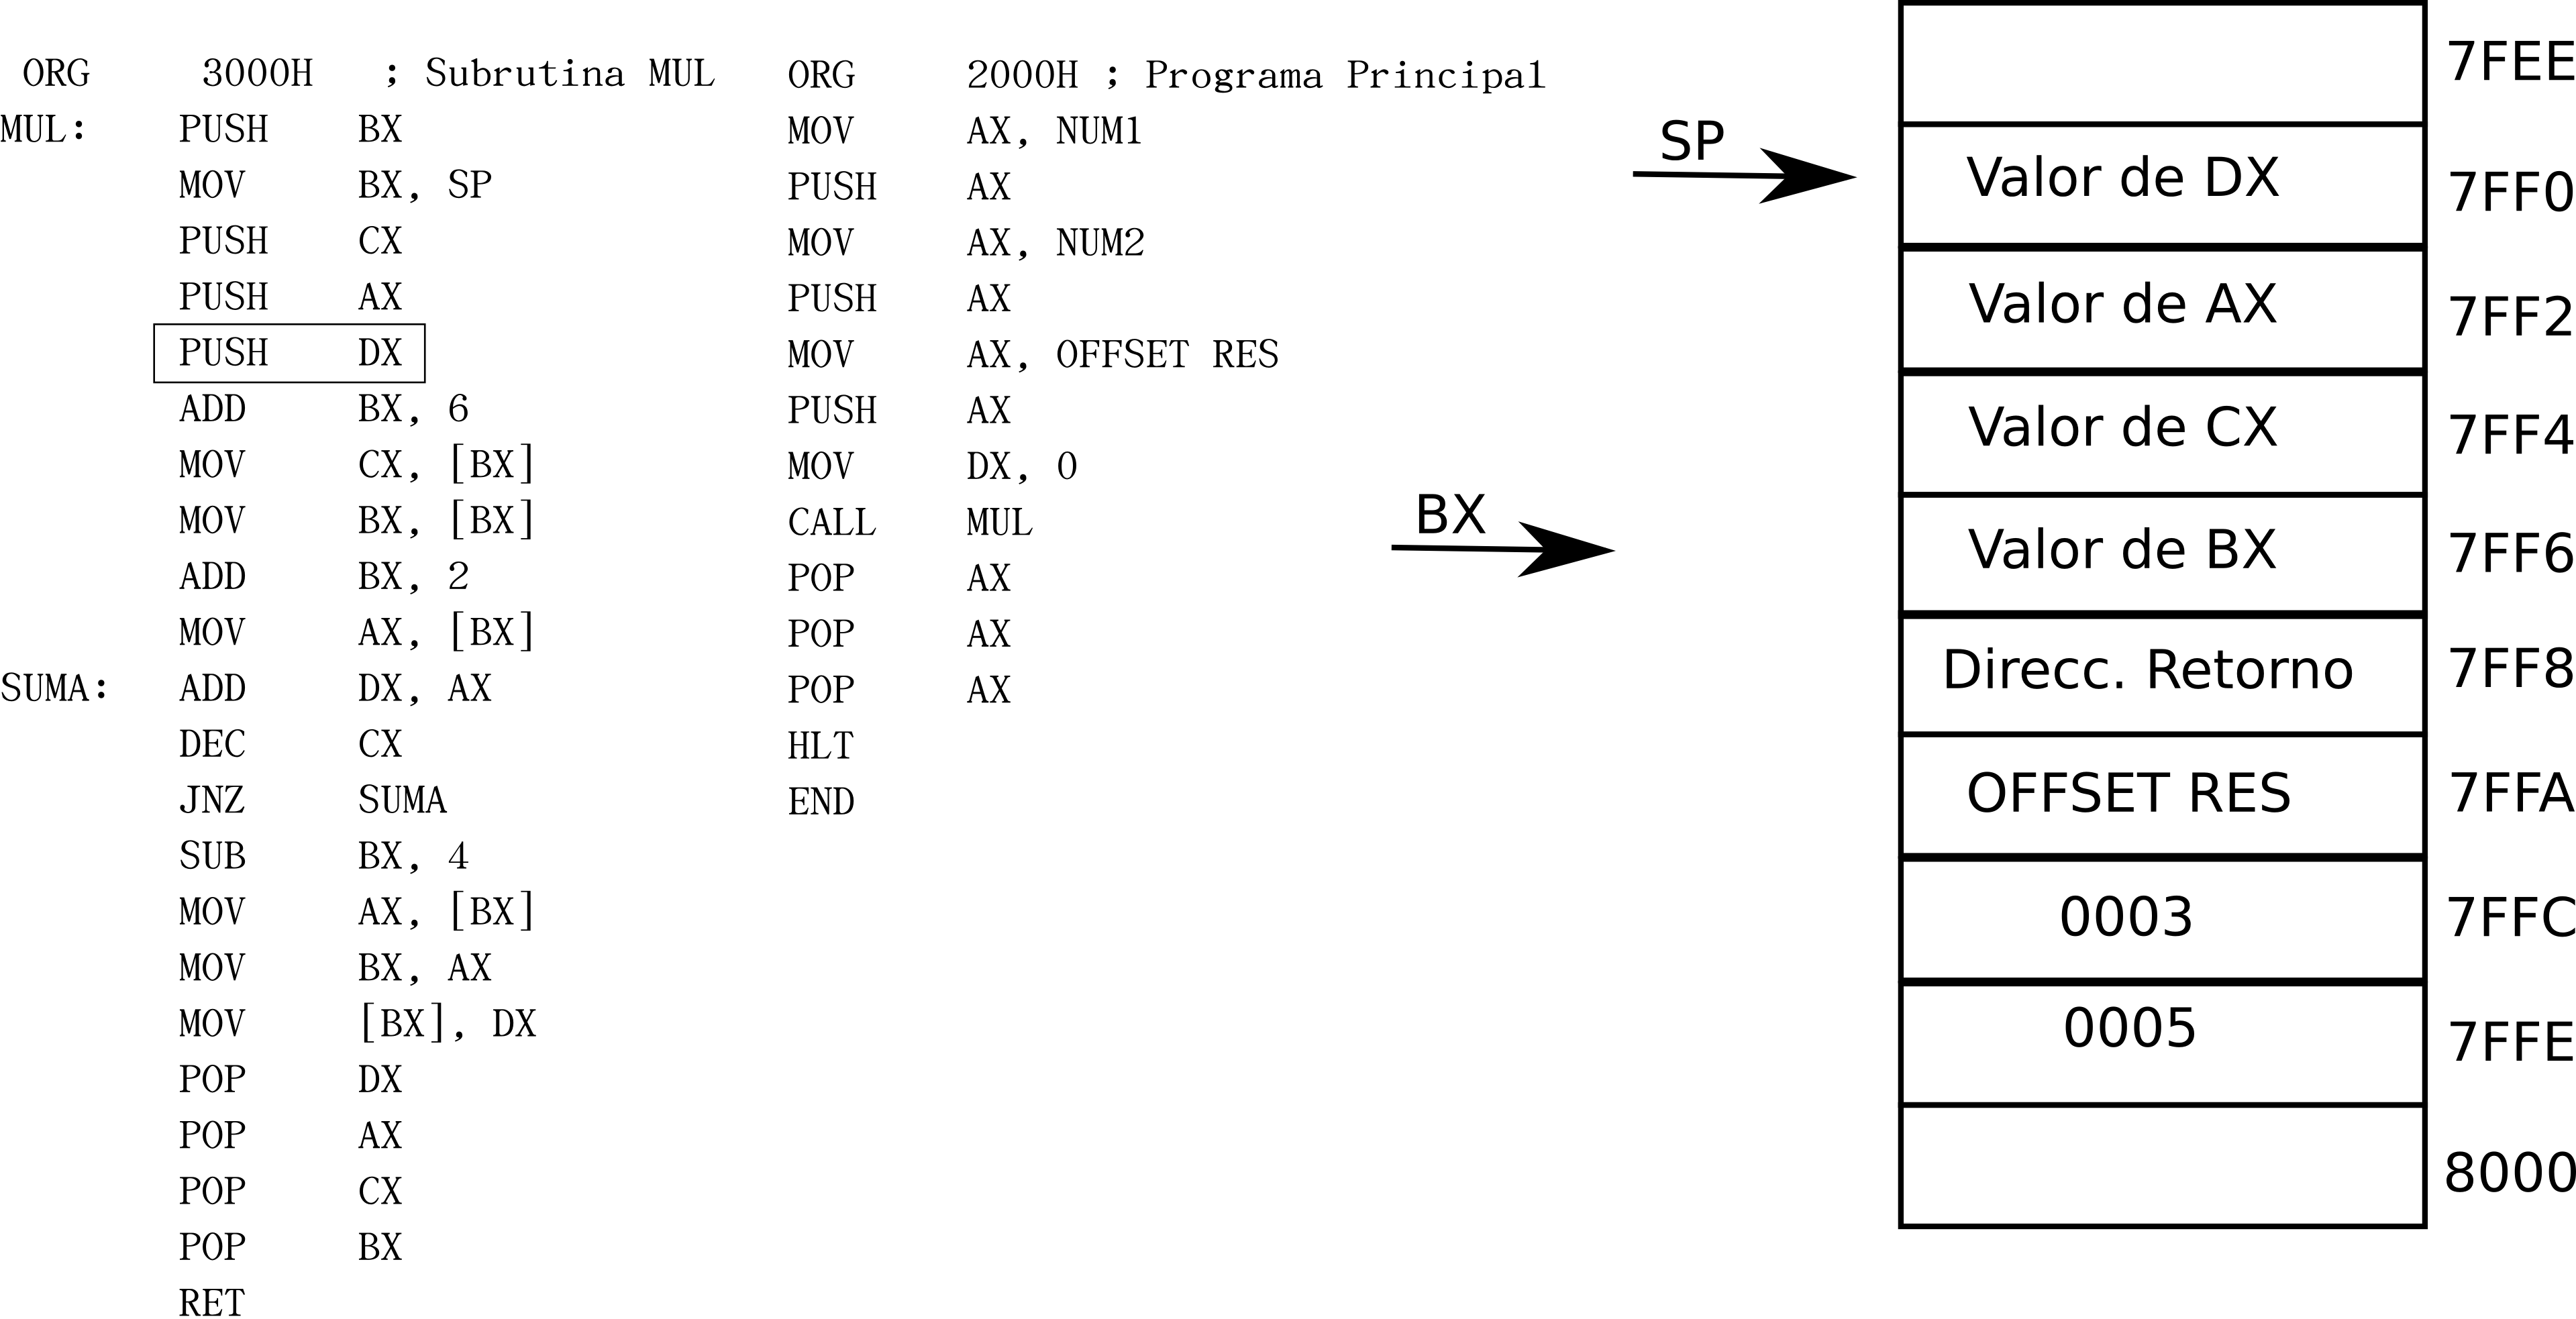 ORG 3000H ; Subrutina MUL
MUL: PUSH BX
MOV BX, SP
PUSH CX
PUSH AX
PUSH DX
ADD BX, 6
MOV CX, [BX]
MOV BX, [BX]
ADD BX, 2
MOV AX, [BX]
SUMA: ADD DX, AX
DEC CX
JNZ SUMA
SUB BX, 4
MOV AX, [BX]
MOV BX, AX
MOV [BX], DX
POP DX
POP AX
POP CX
POP BX
RET
ORG 2000H ; Programa Principal
MOV AX, NUM1
PUSH AX
MOV AX, NUM2
PUSH AX
MOV AX, OFFSET RES
PUSH AX
MOV DX, 0
CALL MUL
POP AX
POP AX
POP AX
HLT
END
SP
BX
7FEE
Valor de DX 7FF0
Valor de AX 7FF2
Valor de CX 7FF4
Valor de BX 7FF6
Direcc. Retorno 7FF8
OFFSET RES 7FFA
0003 7FFC
0005 7FFE
8000